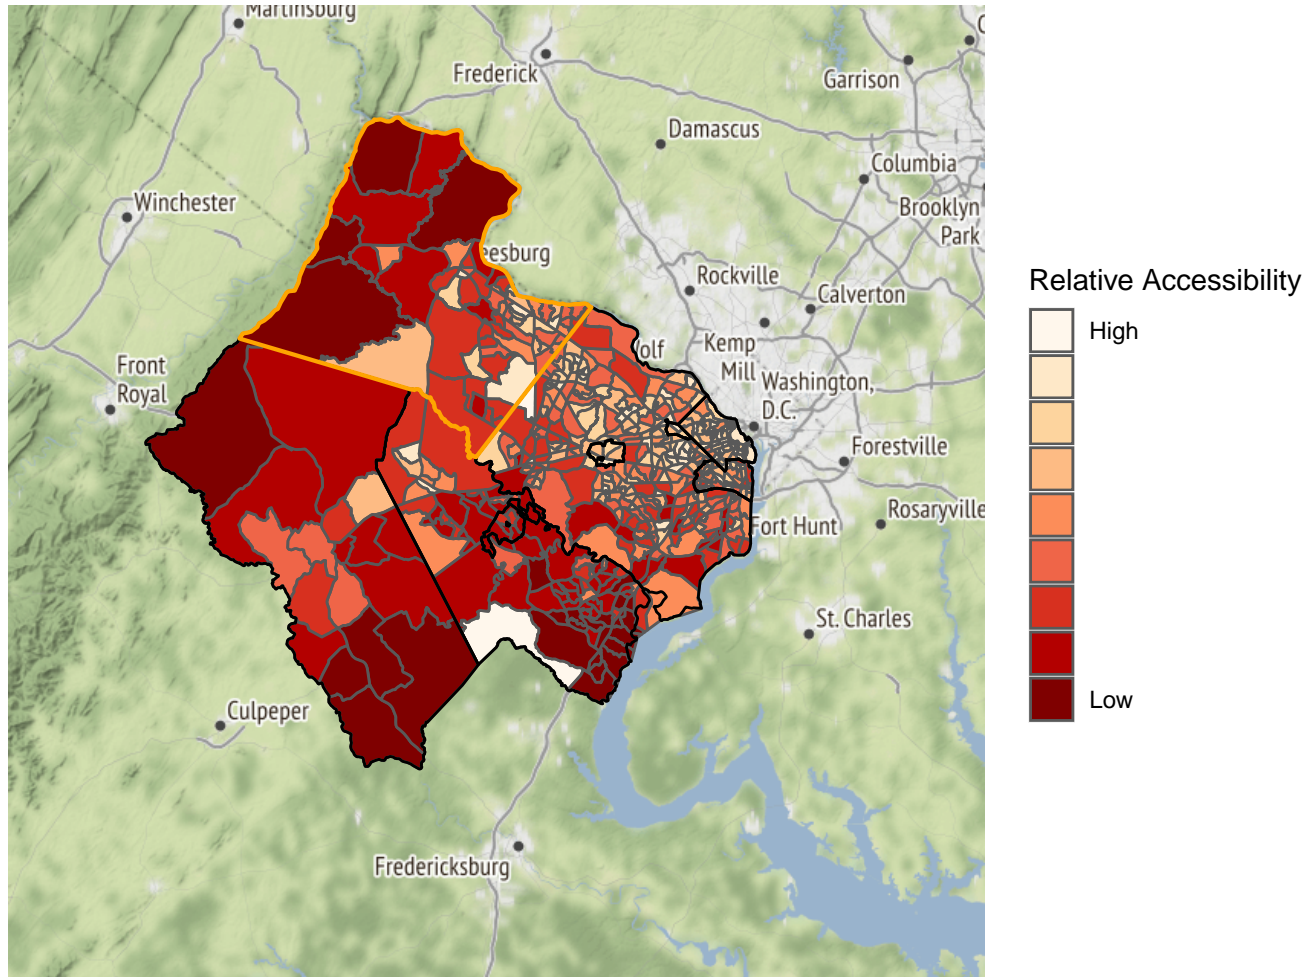 Martinsburg
Frederick
Garrison
Damascus
Columbia
Winchester
Brooklyn
Park
eesburg
Rockville
Calverton
Relative Accessibility
High
olf
Kemp
Mill
Front
Royal
Washington,
D.C.
Forestville
Rosaryville
Fort Hunt
St. Charles
Low
Culpeper
Fredericksburg